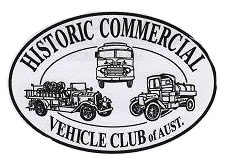 HISTORIC COMMERCIAL
VEHICLE CLUB of AUST.